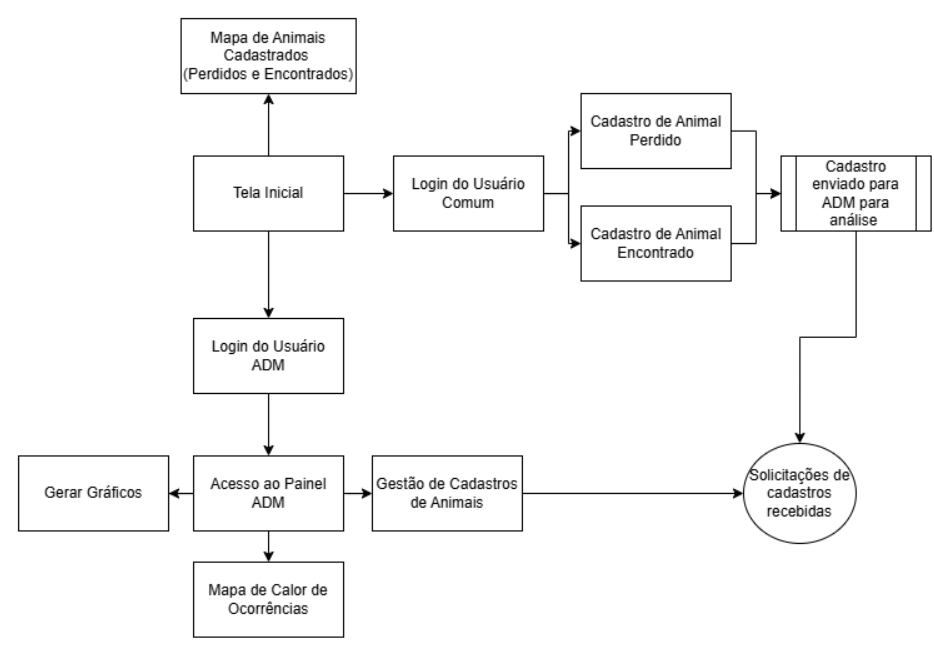 Mapa de Animais
Cadastrados
(Perdidos e Encontrados)
Tela Inicial
Login do Usuário
Comum
Cadastro de Animal
Perdido
Cadastro de Animal
Encontrado
Cadastro
enviado para
ADM para
análise
Login do Usuário
ADM
Gerar Gráficos
Acesso ao Painel
ADM
Gestão de Cadastros
de Animais
Solicitações de
cadastros
recebidas
Mapa de Calor de
Ocorrências